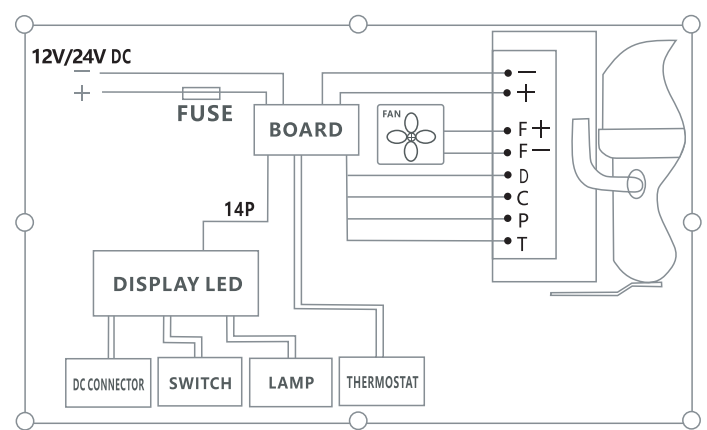 12V/24V DC
−
+
FUSE
BOARD
FAN
−
+
F+
F−
D
C
P
T
14P
DISPLAY LED
DC CONNECTOR
SWITCH
LAMP
THERMOSTAT